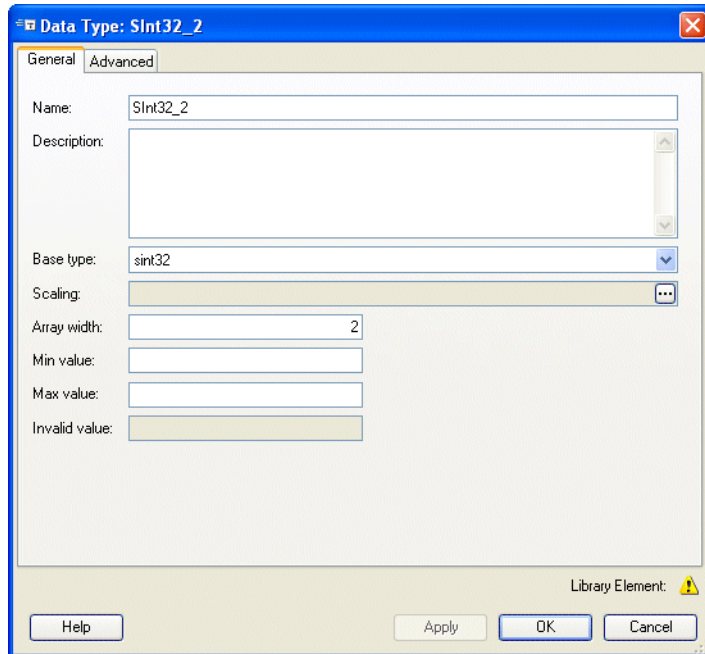 Data Type: SInt32_2
General Advanced
Name: SInt32_2
Description:
Base type: sint32
Scaling: ...
Array width: 2
Min value:
Max value:
Invalid value:
Library Element:
Help Apply OK Cancel